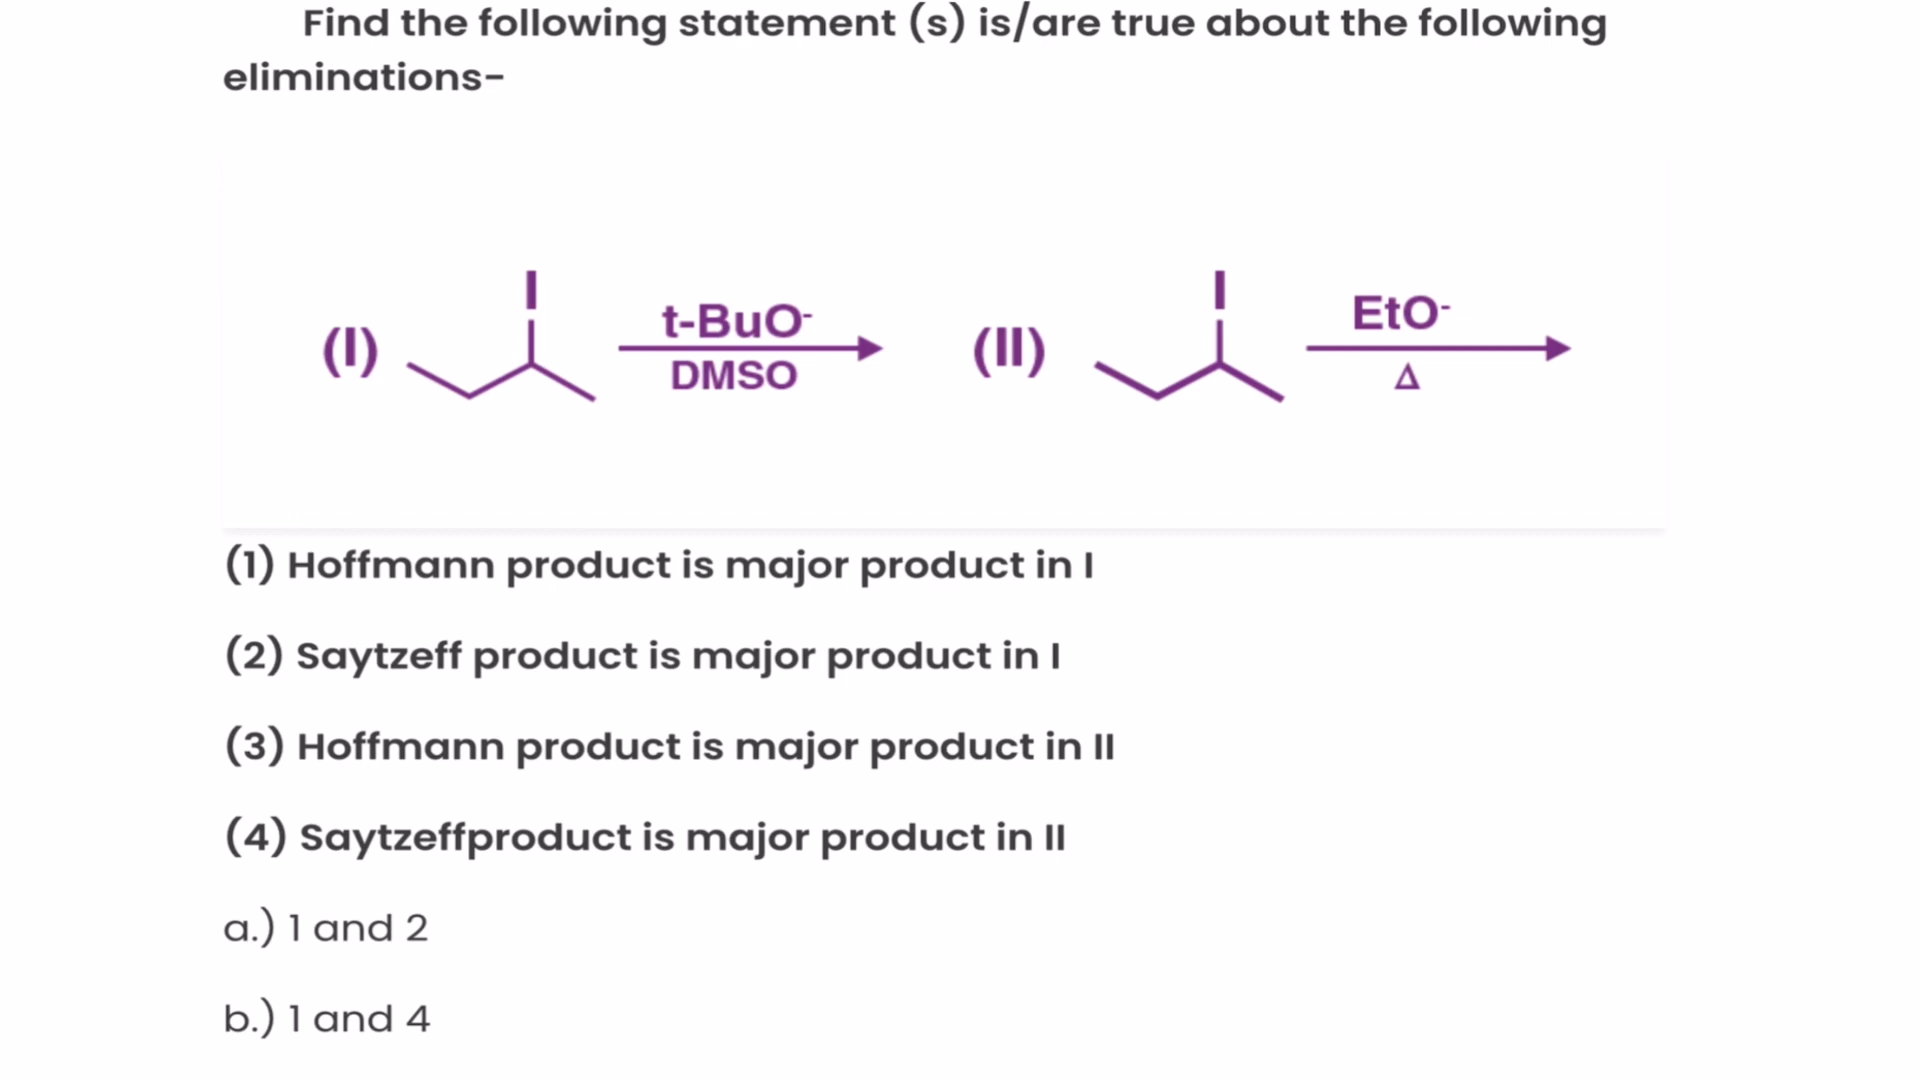 Find the following statement (s) is/are true about the following
eliminations-
I
I
(I)
t-BuO-
DMSO
(II)
EtO-
Δ
(1) Hoffmann product is major product in I
(2) Saytzeff product is major product in I
(3) Hoffmann product is major product in II
(4) Saytzeffproduct is major product in II
a.) 1 and 2
b.) 1 and 4